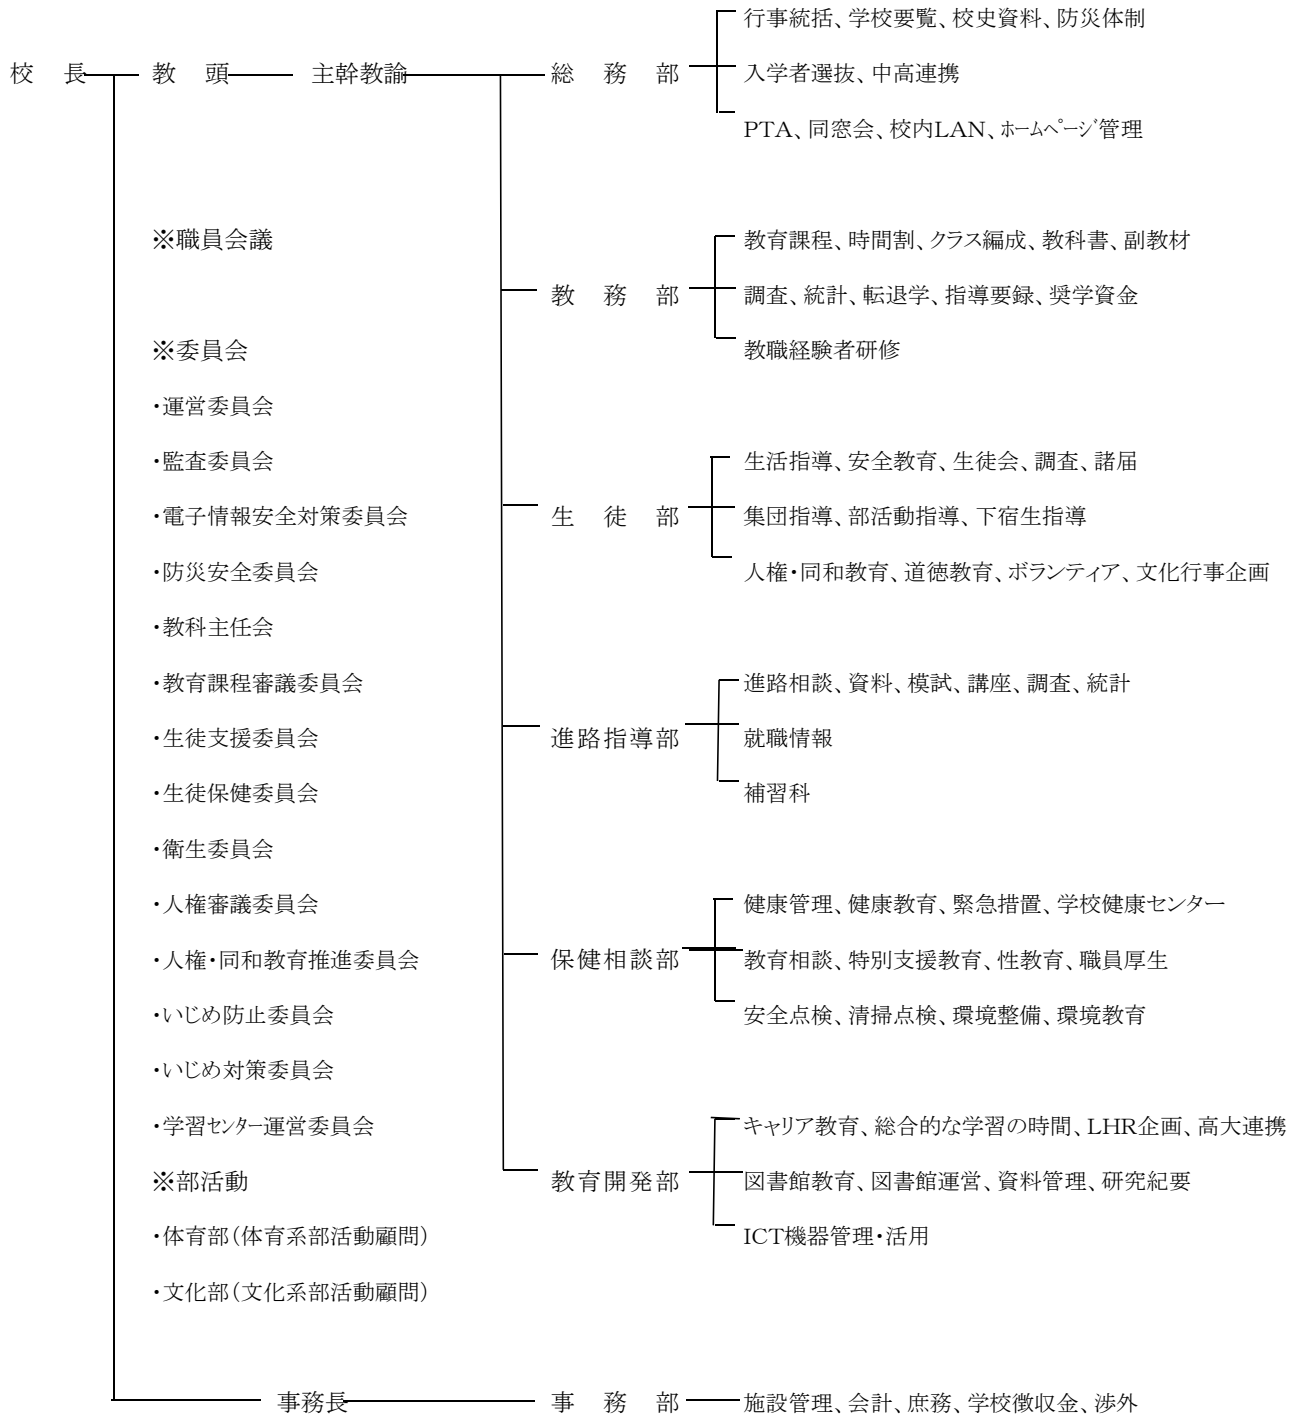 行事統括、学校要覧、校史資料、防災体制
校　長　教　頭　主幹教諭　総　務　部　入学者選抜、中高連携
PTA、同窓会、校内LAN、ホームページ管理
※職員会議　教育課程、時間割、クラス編成、教科書、副教材
教　務　部　調査、統計、転退学、指導要録、奨学資金
※委員会　教職経験者研修
・運営委員会
・監査委員会　生活指導、安全教育、生徒会、調査、諸届
・電子情報安全対策委員会　生　徒　部　集団指導、部活動指導、下宿生指導
・防災安全委員会　人権・同和教育、道徳教育、ボランティア、文化行事企画
・教科主任会
・教育課程審議委員会　進路相談、資料、模試、講座、調査、統計
・生徒支援委員会　進路指導部　就職情報
・生徒保健委員会　補習科
・衛生委員会
・人権審議委員会　健康管理、健康教育、緊急措置、学校健康センター
・人権・同和教育推進委員会　保健相談部　教育相談、特別支援教育、性教育、職員厚生
・いじめ防止委員会　安全点検、清掃点検、環境整備、環境教育
・いじめ対策委員会
・学習センター運営委員会　キャリア教育、総合的な学習の時間、LHR企画、高大連携
※部活動　教育開発部　図書館教育、図書館運営、資料管理、研究紀要
・体育部（体育系部活動顧問）　ICT機器管理・活用
・文化部（文化系部活動顧問）
事務長　事　務　部　施設管理、会計、庶務、学校徴収金、渉外